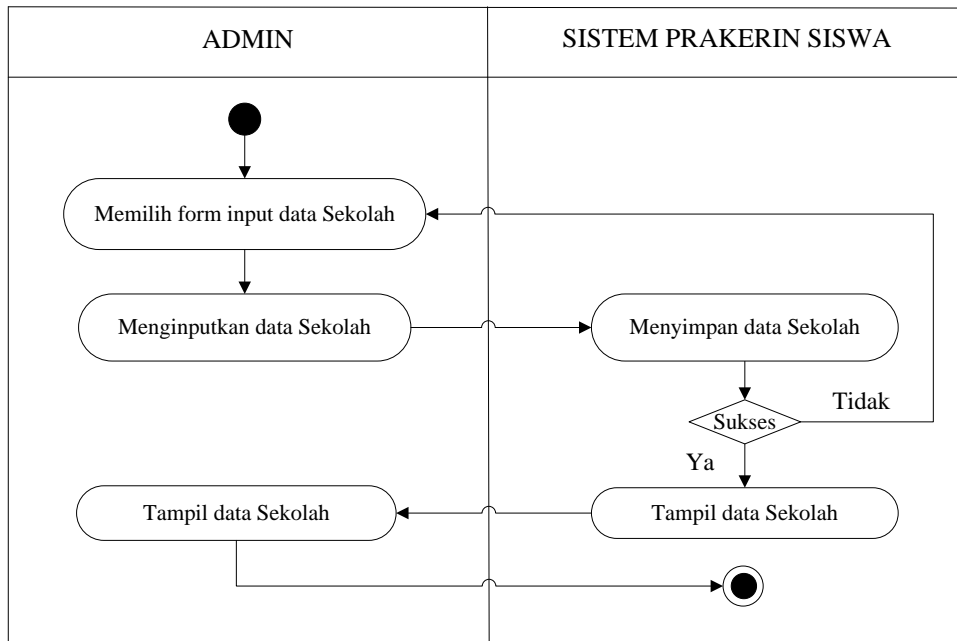 ADMIN
SISTEM PRAKERIN SISWA
Memilih form input data Sekolah
Menginputkan data Sekolah
Menyimpan data Sekolah
Sukses
Tidak
Ya
Tampil data Sekolah
Tampil data Sekolah